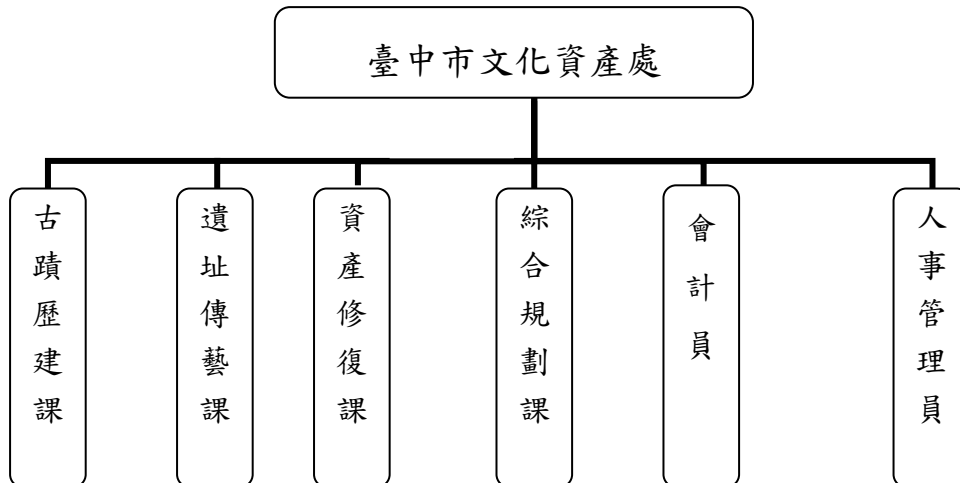 臺中市文化資產處
古蹟歷建課
遺址傳藝課
資產修復課
綜合規劃課
會計員
人事管理員